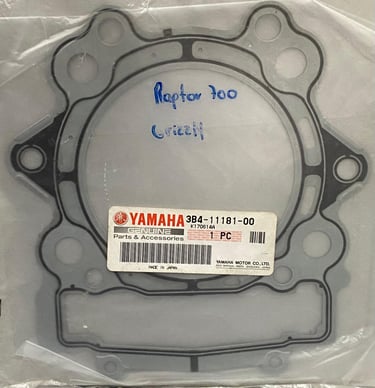 Raptor 700
Grizzly
YAMAHA 3B4-11181-00
GENUINE K170614A
Parts & Accessories 1 PC
MADE IN JAPAN YAMAHA MOTOR CO., LTD.